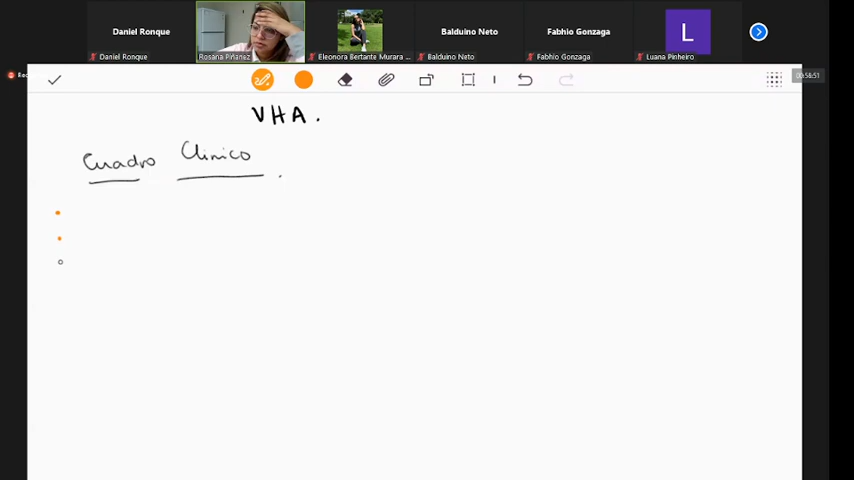 Daniel Ronque
Balduino Neto
Fabhio Gonzaga
L
Daniel Ronque
Rosana Piñanez
Eleonora Bertante Murara ...
Balduino Neto
Fabhio Gonzaga
Luana Pinheiro
VHA.
Cuadro Clinico.